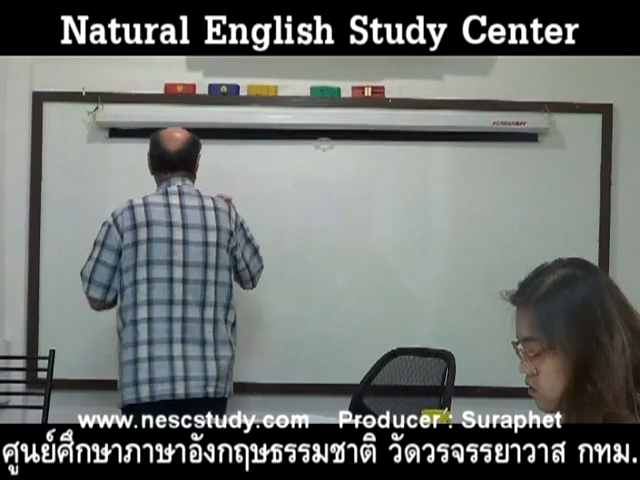 Natural English Study Center
www.nescstudy.com Producer : Suraphet
ศูนย์ศึกษาภาษาอังกฤษธรรมชาติ วัดวรจรรยาวาส กทม.